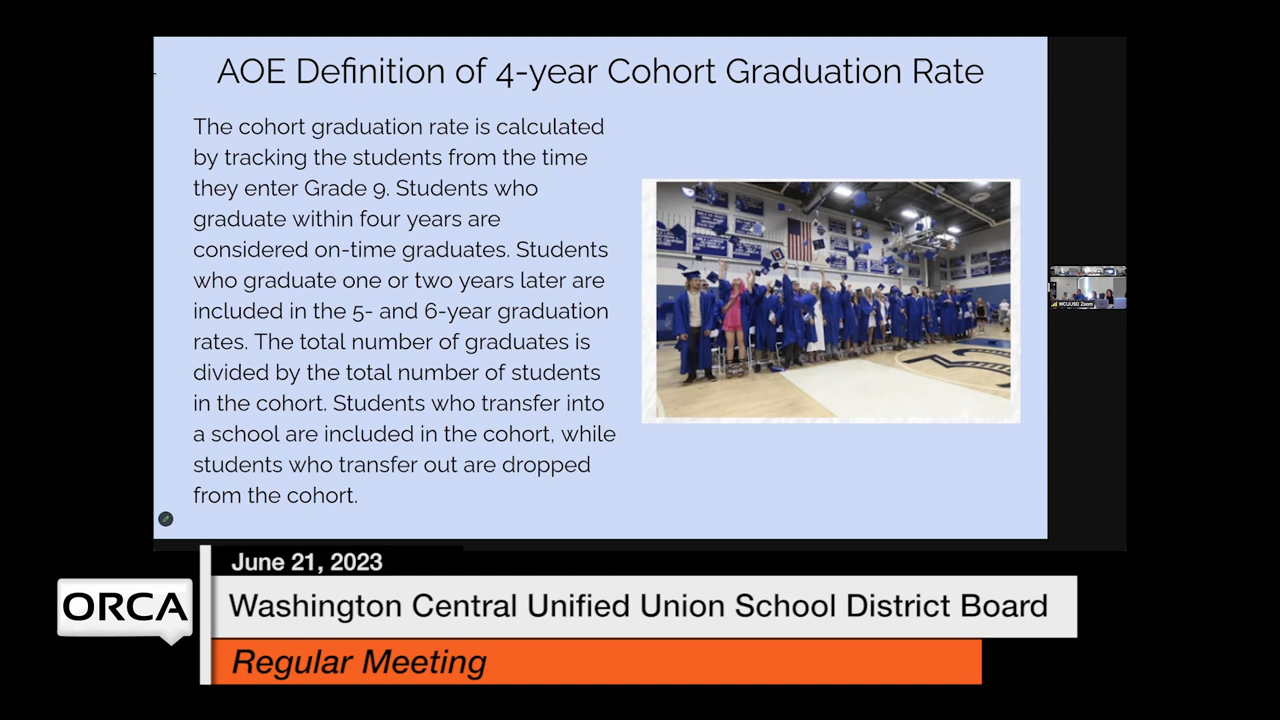 AOE Definition of 4-year Cohort Graduation Rate
The cohort graduation rate is calculated
by tracking the students from the time
they enter Grade 9. Students who
graduate within four years are
considered on-time graduates. Students
who graduate one or two years later are
included in the 5- and 6-year graduation
rates. The total number of graduates is
divided by the total number of students
in the cohort. Students who transfer into
a school are included in the cohort, while
students who transfer out are dropped
from the cohort.
WCUUSD Zoom
June 21, 2023
ORCA
Washington Central Unified Union School District Board
Regular Meeting